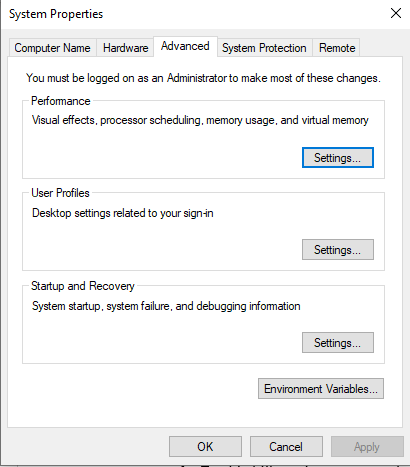 System Properties
Computer Name
Hardware
Advanced
System Protection
Remote
You must be logged on as an Administrator to make most of these changes.
Performance
Visual effects, processor scheduling, memory usage, and virtual memory
Settings...
User Profiles
Desktop settings related to your sign-in
Settings...
Startup and Recovery
System startup, system failure, and debugging information
Settings...
Environment Variables...
OK
Cancel
Apply